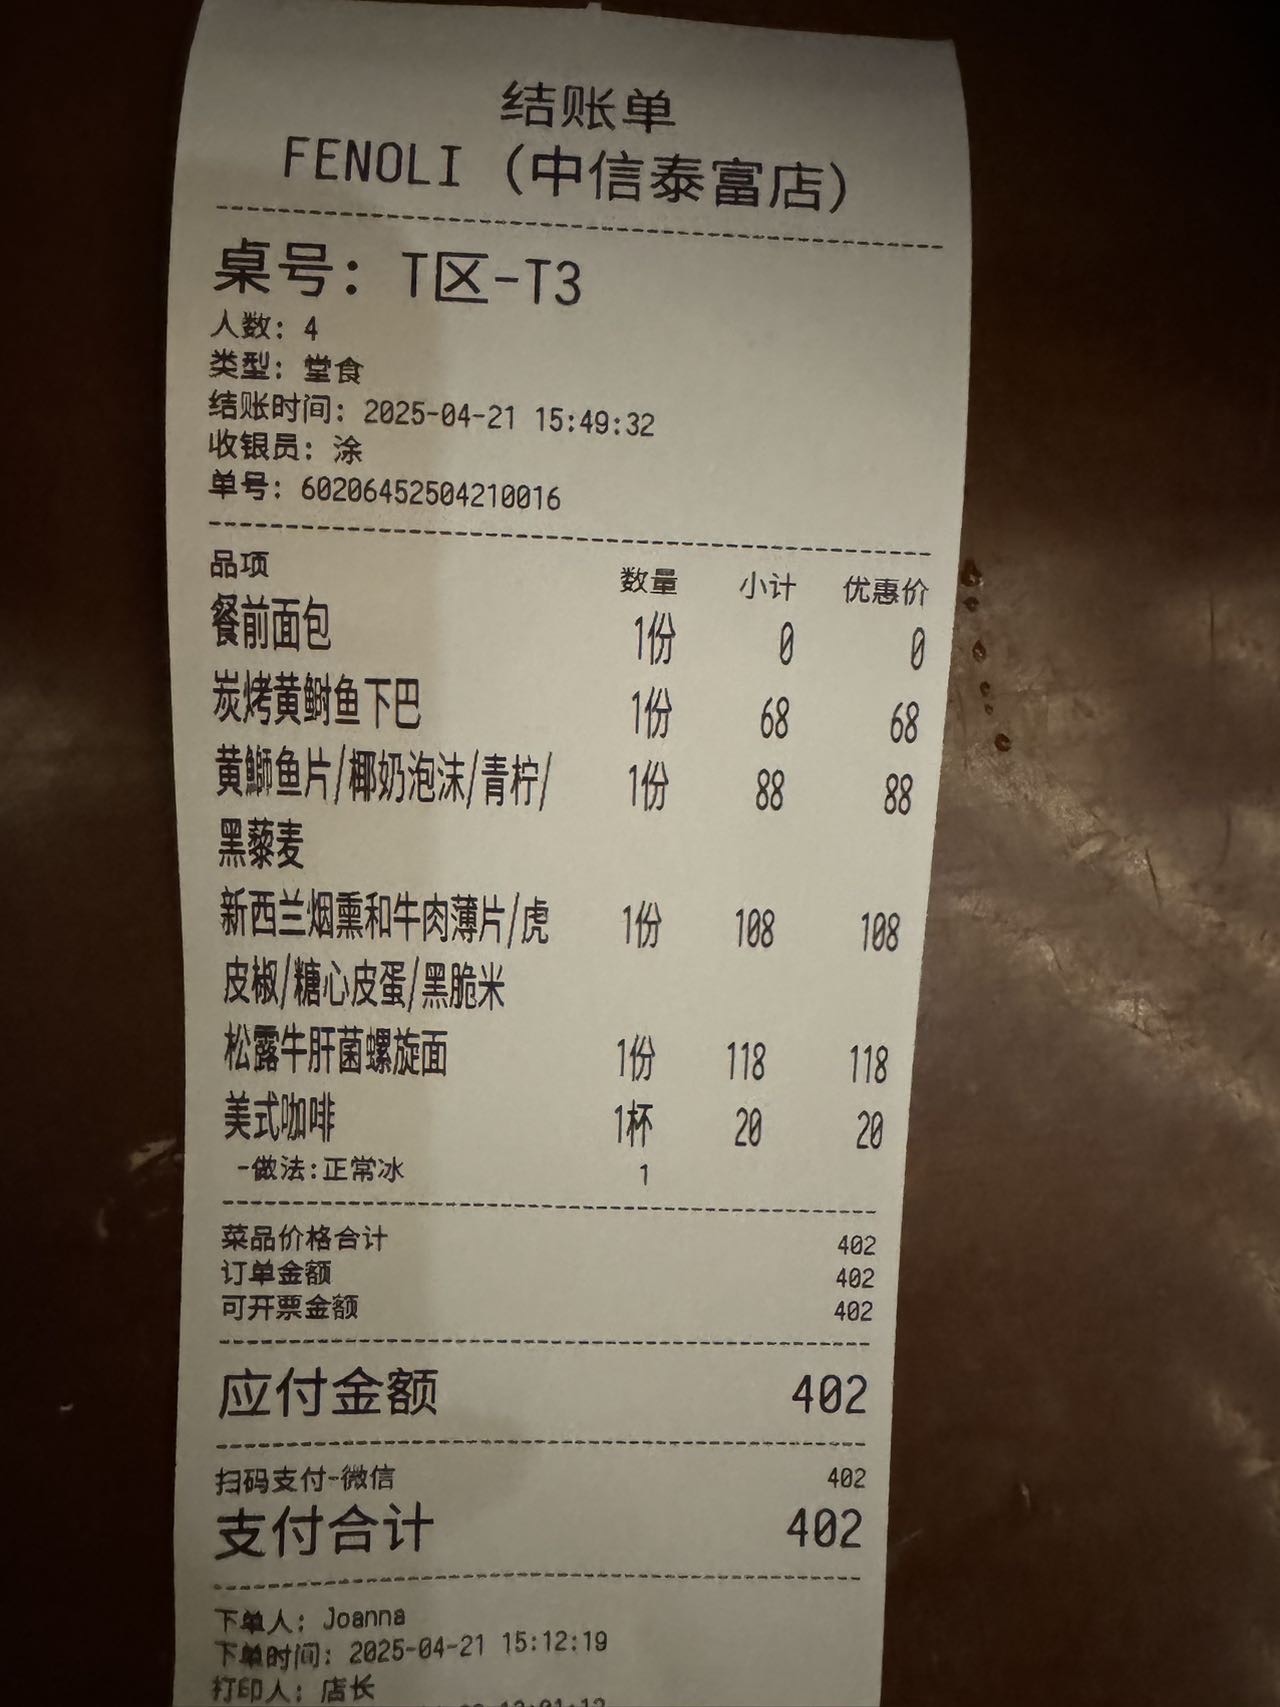 结账单
FENOLI（中信泰富店）
桌号：T区-T3
人数：4
类型：堂食
结账时间：2025-04-21 15:49:32
收银员：涂
单号：60206452504210016
品项 数量 小计 优惠价
餐前面包 1份 0 0
炭烤黄鲥鱼下巴 1份 68 68
黄鰤鱼片/椰奶泡沫/青柠/ 1份 88 88
黑藜麦
新西兰烟熏和牛肉薄片/虎 1份 108 108
皮椒/糖心皮蛋/黑脆米
松露牛肝菌螺旋面 1份 118 118
美式咖啡 1杯 20 20
-做法:正常冰 1
菜品价格合计 402
订单金额 402
可开票金额 402
应付金额 402
扫码支付-微信 402
支付合计 402
下单人：Joanna
下单时间：2025-04-21 15:12:19
打印人：店长